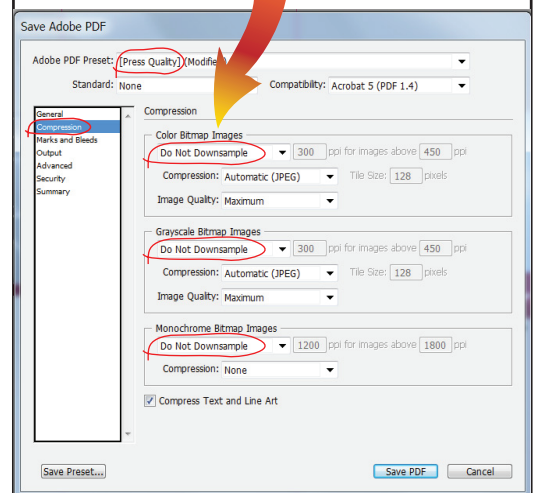 Save Adobe PDF
Adobe PDF Preset: [Press Quality] (Modified)
Standard: None Compatibility: Acrobat 5 (PDF 1.4)
General
Compression
Marks and Bleeds
Output
Advanced
Security
Summary
Compression
Color Bitmap Images
Do Not Downsample 300 ppi for images above 450 ppi
Compression: Automatic (JPEG) Tile Size: 128 pixels
Image Quality: Maximum
Grayscale Bitmap Images
Do Not Downsample 300 ppi for images above 450 ppi
Compression: Automatic (JPEG) Tile Size: 128 pixels
Image Quality: Maximum
Monochrome Bitmap Images
Do Not Downsample 1200 ppi for images above 1800 ppi
Compression: None
Compress Text and Line Art
Save Preset... Save PDF Cancel